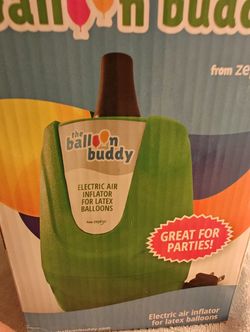 balloon budd
from ze
the
balloon
buddy
ELECTRIC AIR
INFLATOR
FOR LATEX
BALLOONS
GREAT FOR
PARTIES!
Electric air inflator
for latex balloons